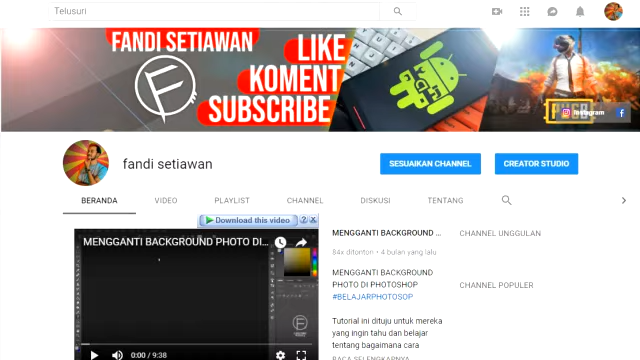 Telusuri
FANDI SETIAWAN
LIKE
KOMENT
SUBSCRIBE
Instagram
fandi setiawan
SESUAIKAN CHANNEL
CREATOR STUDIO
BERANDA
VIDEO
PLAYLIST
CHANNEL
DISKUSI
TENTANG
Download this video
MENGGANTI BACKGROUND PHOTO DI...
0:00 / 9:38
MENGGANTI BACKGROUND ...
84x ditonton • 4 bulan yang lalu
MENGGANTI BACKGROUND
PHOTO DI PHOTOSHOP
#BELAJARPHOTOSOP
Tutorial ini dituju untuk mereka
yang ingin tahu dan belajar
tentang bagaimana cara
BACA SELENGKAPNYA
CHANNEL UNGGULAN
CHANNEL POPULER